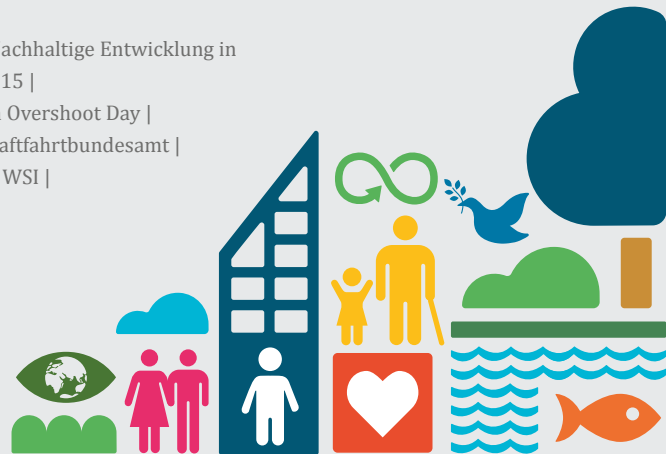 achhaltige Entwicklung in
15 |
Overshoot Day |
aftfahrtbundesamt |
WSI |